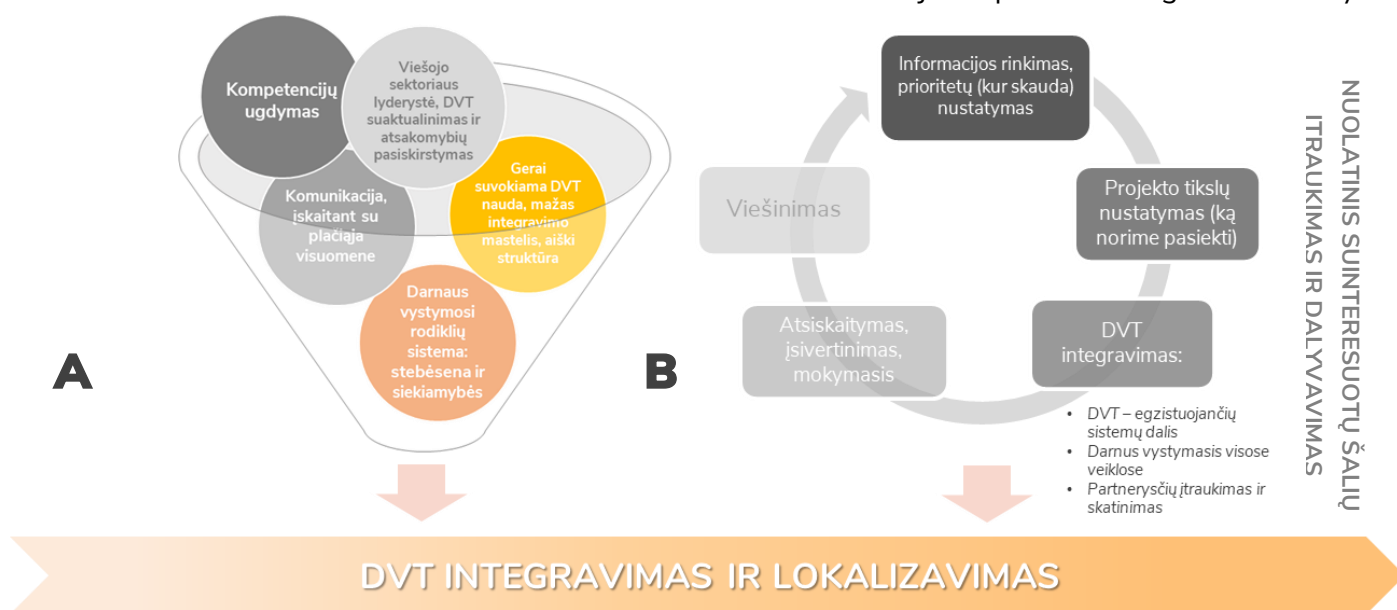 Kompetencijų
ugdymas
Viešojo
sektoriaus
lyderystė, DVT
suaktualinimas ir
atsakomybių
pasiskirstymas
Komunikacija,
įskaitant su
plačiąja
visuomene
Gerai
suvokiama DVT
nauda, mažas
integravimo
mastelis, aiški
struktūra
Darnaus
vystymosi
rodiklių
sistema:
stebėsena ir
siekiamybės
A
B
Informacijos rinkimas,
prioritetų (kur skauda)
nustatymas
Projekto tikslų
nustatymas (ką
norime pasiekti)
DVT
integravimas:
• DVT – egzistuojančių
sistemų dalis
• Darnus vystymasis visose
veiklose
• Partnerysčių įtraukimas ir
skatinimas
Atsiskaitymas,
įsivertinimas,
mokymasis
Viešinimas
NUOLATINIS SUINTERESUOTŲ ŠALIŲ
ITRAUKIMAS IR DALYVAVIMAS
DVT INTEGRAVIMAS IR LOKALIZAVIMAS